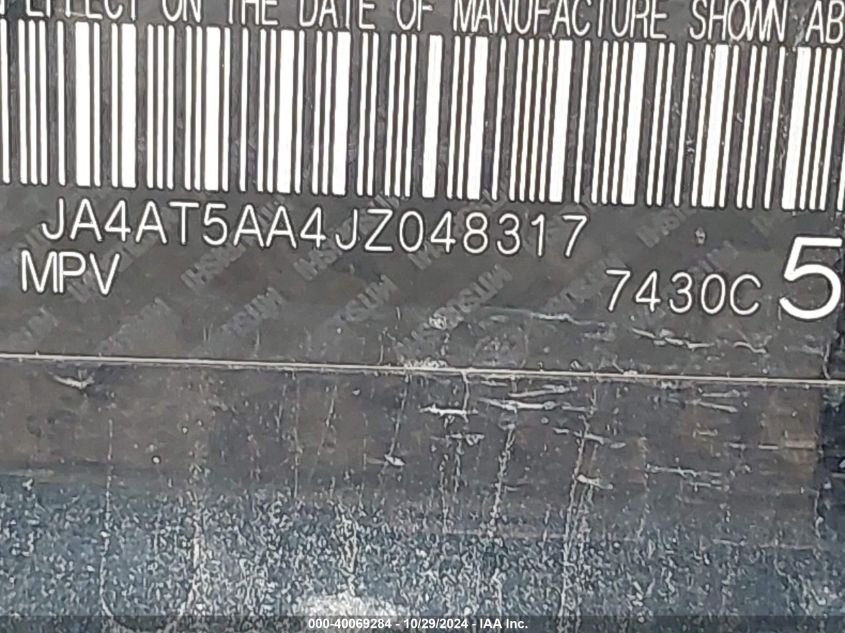 EFFECT ON THE DATE OF MANUFACTURE SHOWN AB
JA4AT5AA4JZ048317
MPV
7430C 5
000-40069284 - 10/29/2024 - IAA Inc.